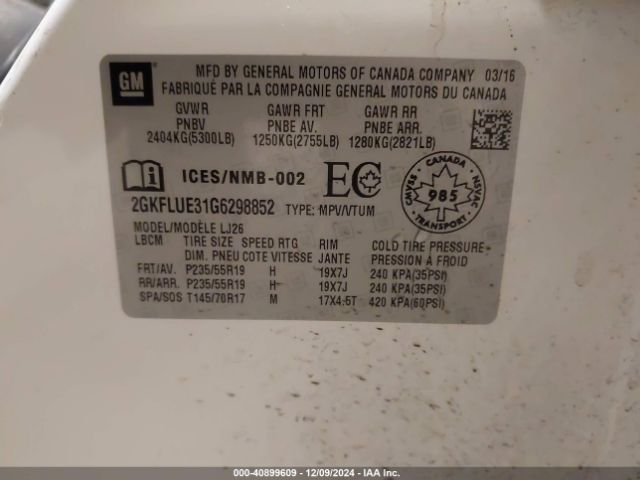 GM
MFD BY GENERAL MOTORS OF CANADA COMPANY 03/16
FABRIQUÉ PAR LA COMPAGNIE GENERAL MOTORS DU CANADA
GVWR GAWR FRT GAWR RR
PNBV PNBE AV. PNBE ARR.
2404KG(5300LB) 1250KG(2755LB) 1280KG(2821LB)
ICES/NMB-002 EC
CANADA
CMVSS 985 NSVAC
CANADA
2GKFLUE31G6298852 TYPE: MPV/VTUM
MODEL/MODÈLE LJ26
LBCM TIRE SIZE SPEED RTG RIM COLD TIRE PRESSURE-
DIM. PNEU COTE VITESSE JANTE PRESSION A FROID
FRT/AV. P235/55R19 H 19X7J 240 KPA(35PSI)
RR/ARR. P235/55R19 H 19X7J 240 KPA(35PSI)
SPA/SOS T145/70R17 M 17X4.5T 420 KPA(60PSI)
000-40899609 - 12/09/2024 - IAA Inc.